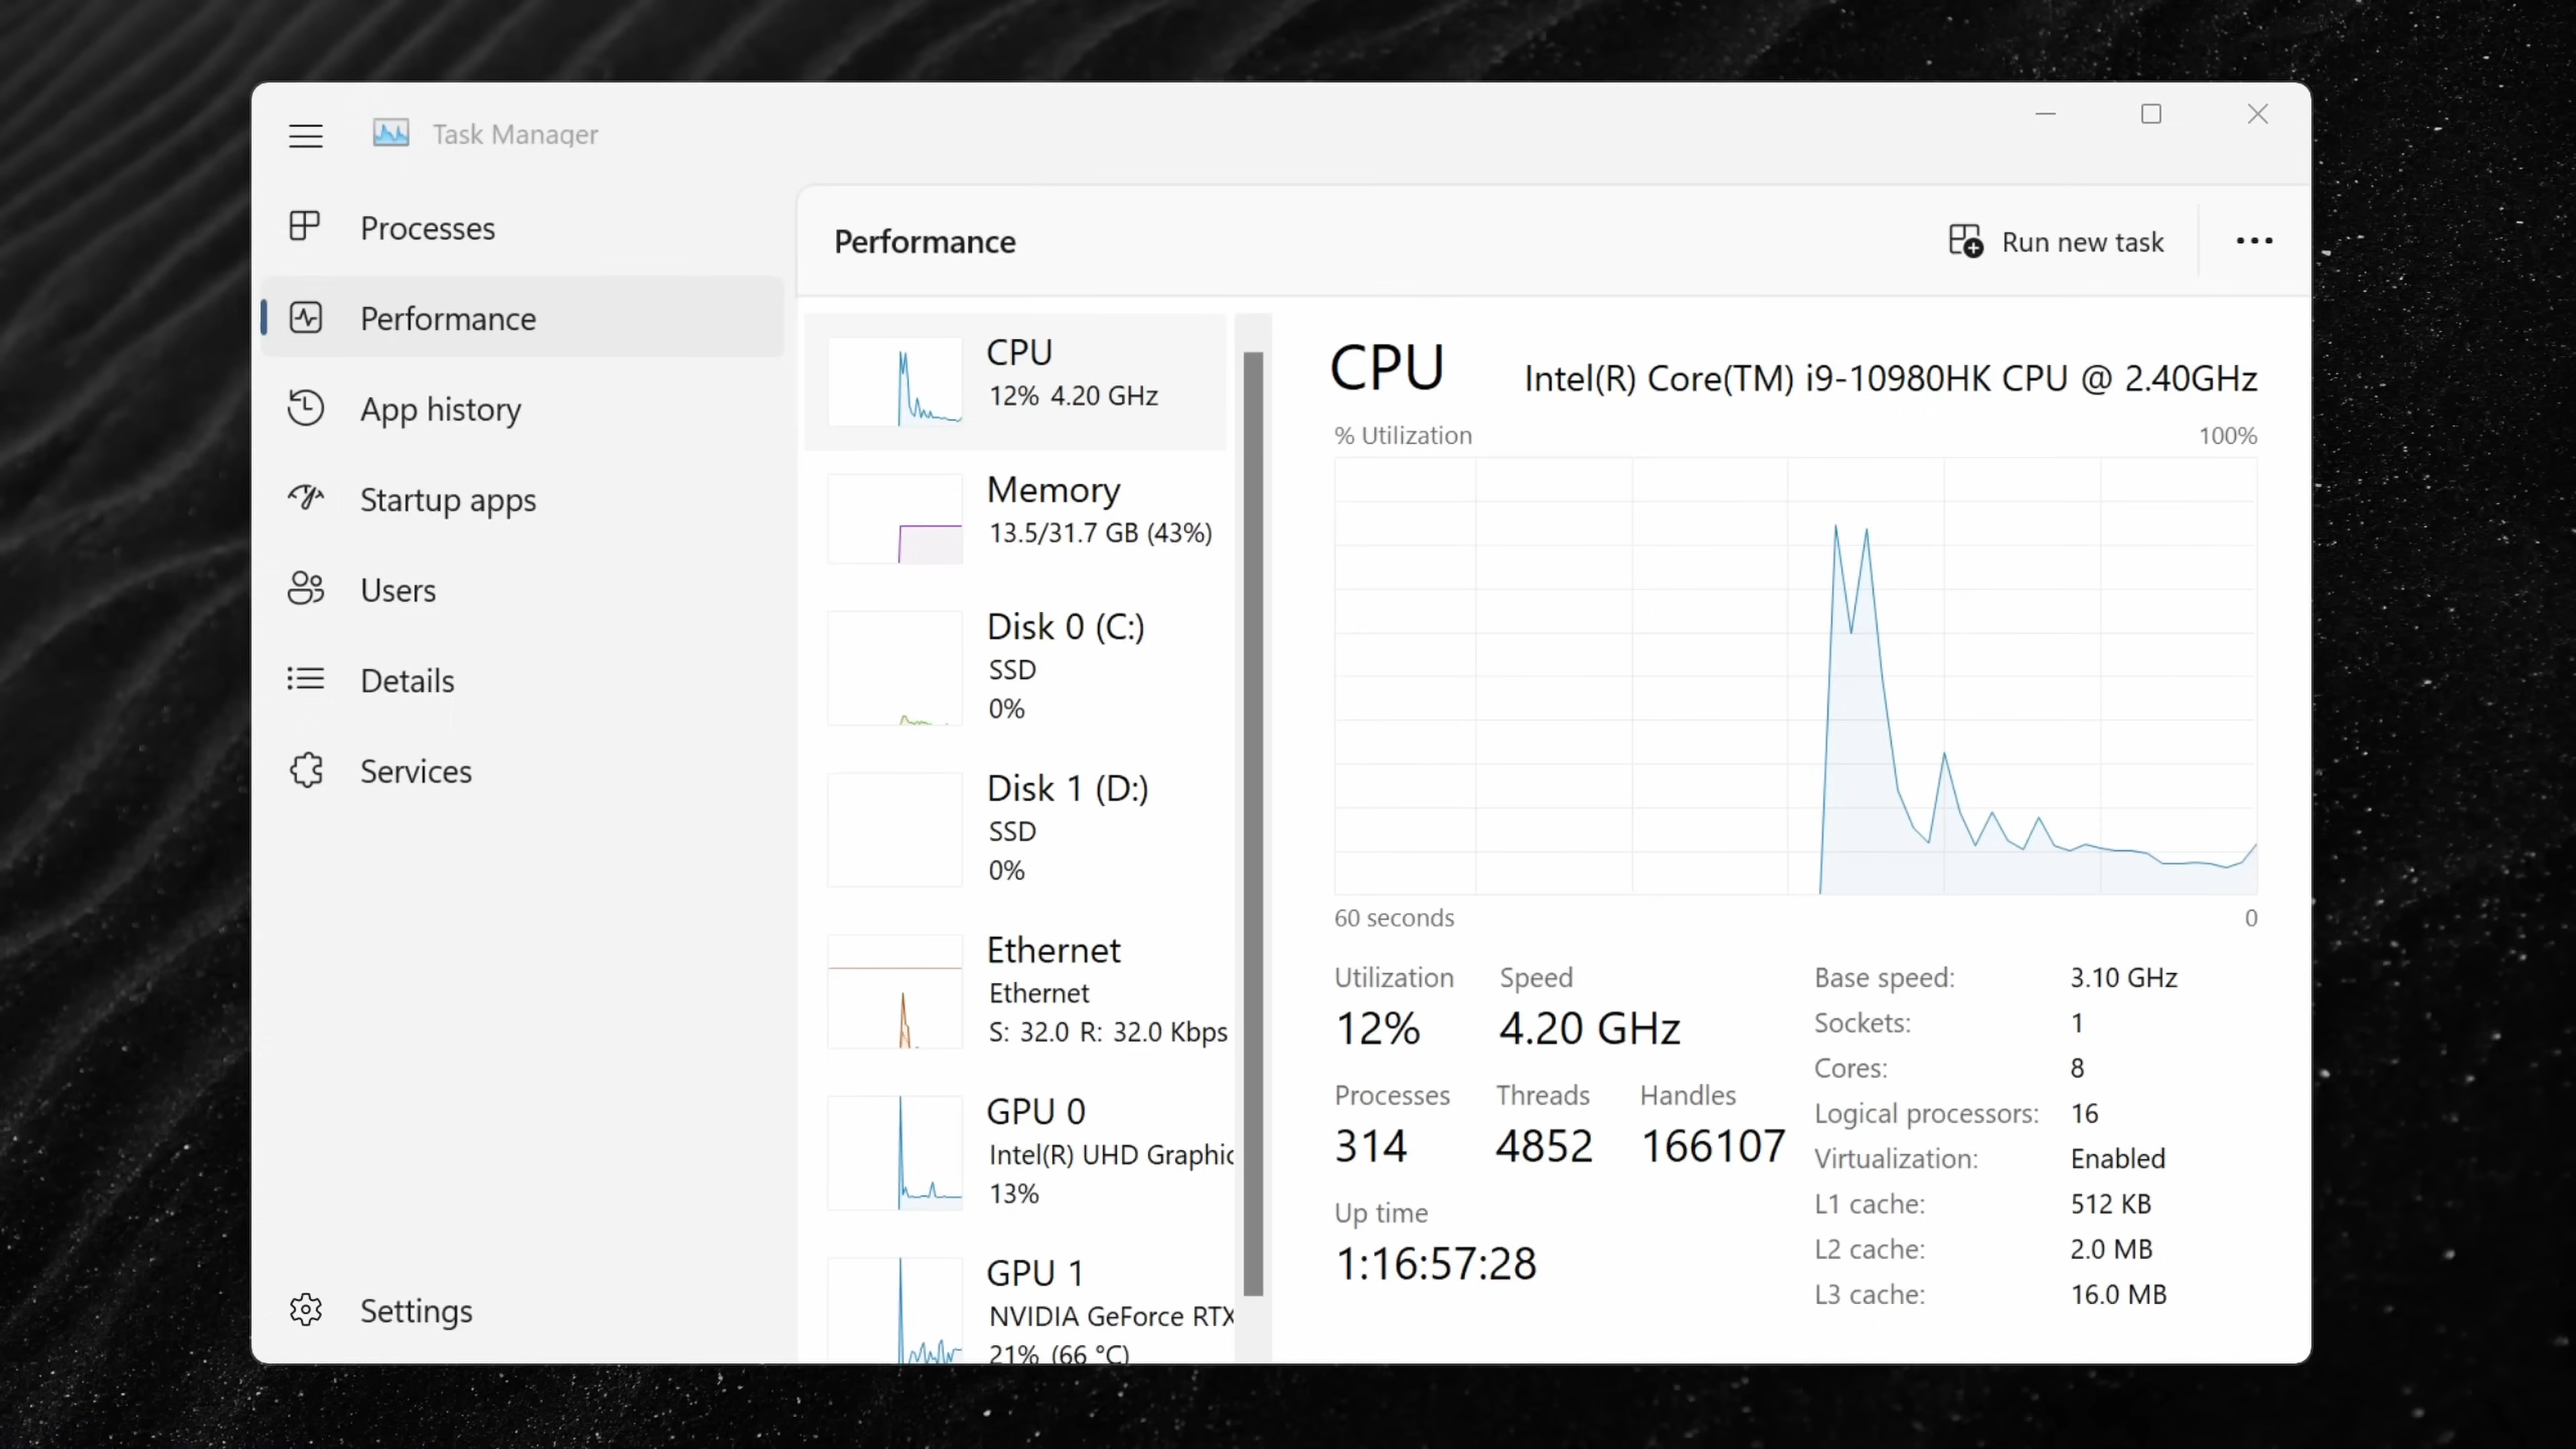 Task Manager
Processes
Performance
App history
Startup apps
Users
Details
Services
Settings
Performance
Run new task
CPU
12% 4.20 GHz
Memory
13.5/31.7 GB (43%)
Disk 0 (C:)
SSD
0%
Disk 1 (D:)
SSD
0%
Ethernet
Ethernet
S: 32.0 R: 32.0 Kbps
GPU 0
Intel(R) UHD Graphic
13%
GPU 1
NVIDIA GeForce RTX
21% (66 °C)
CPU
Intel(R) Core(TM) i9-10980HK CPU @ 2.40GHz
% Utilization 100%
60 seconds 0
Utilization Speed
12% 4.20 GHz
Processes Threads Handles
314 4852 166107
Up time
1:16:57:28
Base speed: 3.10 GHz
Sockets: 1
Cores: 8
Logical processors: 16
Virtualization: Enabled
L1 cache: 512 KB
L2 cache: 2.0 MB
L3 cache: 16.0 MB